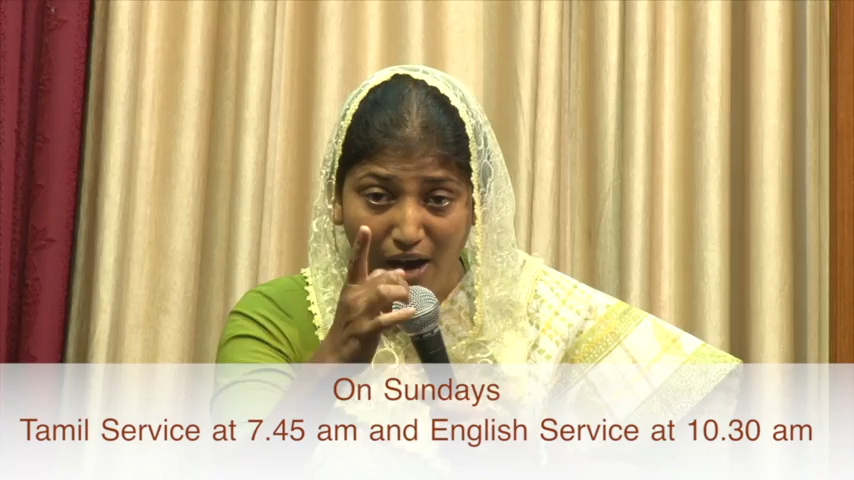 On Sundays
Tamil Service at 7.45 am and English Service at 10.30 am